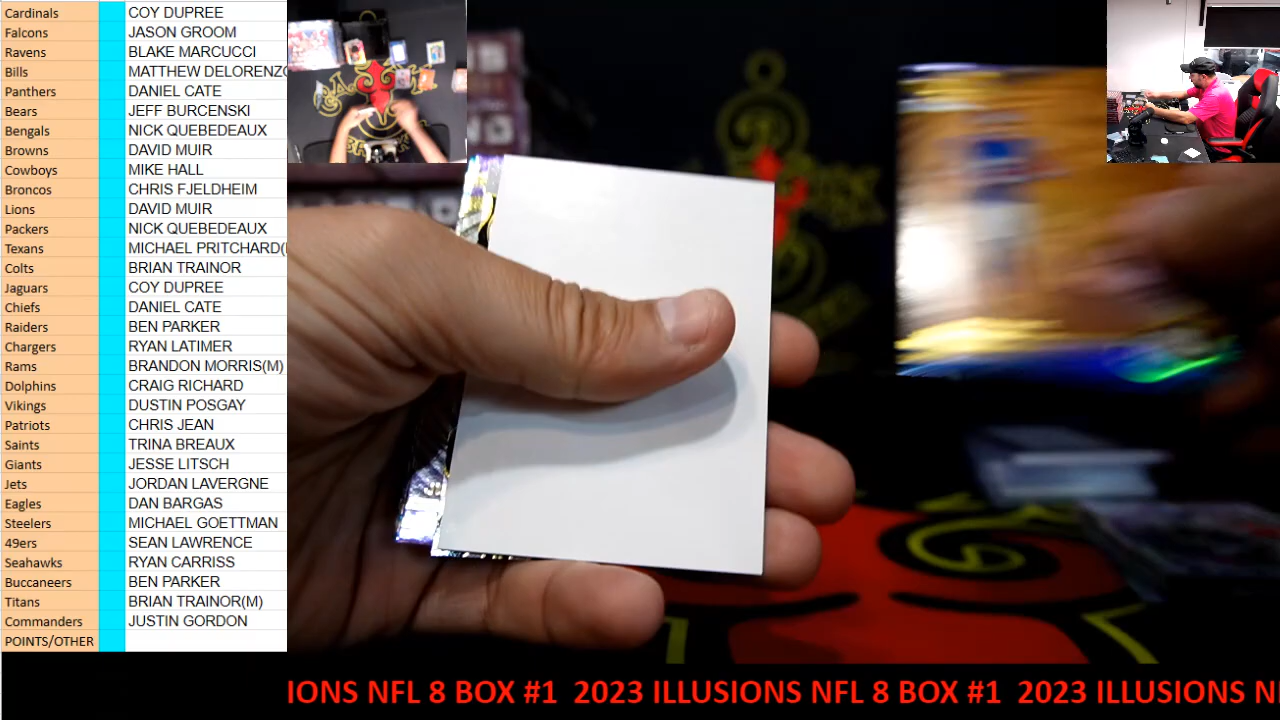 Cardinals COY DUPREE
Falcons JASON GROOM
Ravens BLAKE MARCUCCI
Bills MATTHEW DELORENZO
Panthers DANIEL CATE
Bears JEFF BURCENSKI
Bengals NICK QUEBEDEAUX
Browns DAVID MUIR
Cowboys MIKE HALL
Broncos CHRIS FJELDHEIM
Lions DAVID MUIR
Packers NICK QUEBEDEAUX
Texans MICHAEL PRITCHARD(
Colts BRIAN TRAINOR
Jaguars COY DUPREE
Chiefs DANIEL CATE
Raiders BEN PARKER
Chargers RYAN LATIMER
Rams BRANDON MORRIS(M)
Dolphins CRAIG RICHARD
Vikings DUSTIN POSGAY
Patriots CHRIS JEAN
Saints TRINA BREAUX
Giants JESSE LITSCH
Jets JORDAN LAVERGNE
Eagles DAN BARGAS
Steelers MICHAEL GOETTMAN
49ers SEAN LAWRENCE
Seahawks RYAN CARRISS
Buccaneers BEN PARKER
Titans BRIAN TRAINOR(M)
Commanders JUSTIN GORDON
POINTS/OTHER
IONS NFL 8 BOX #1 2023 ILLUSIONS NFL 8 BOX #1 2023 ILLUSIONS N